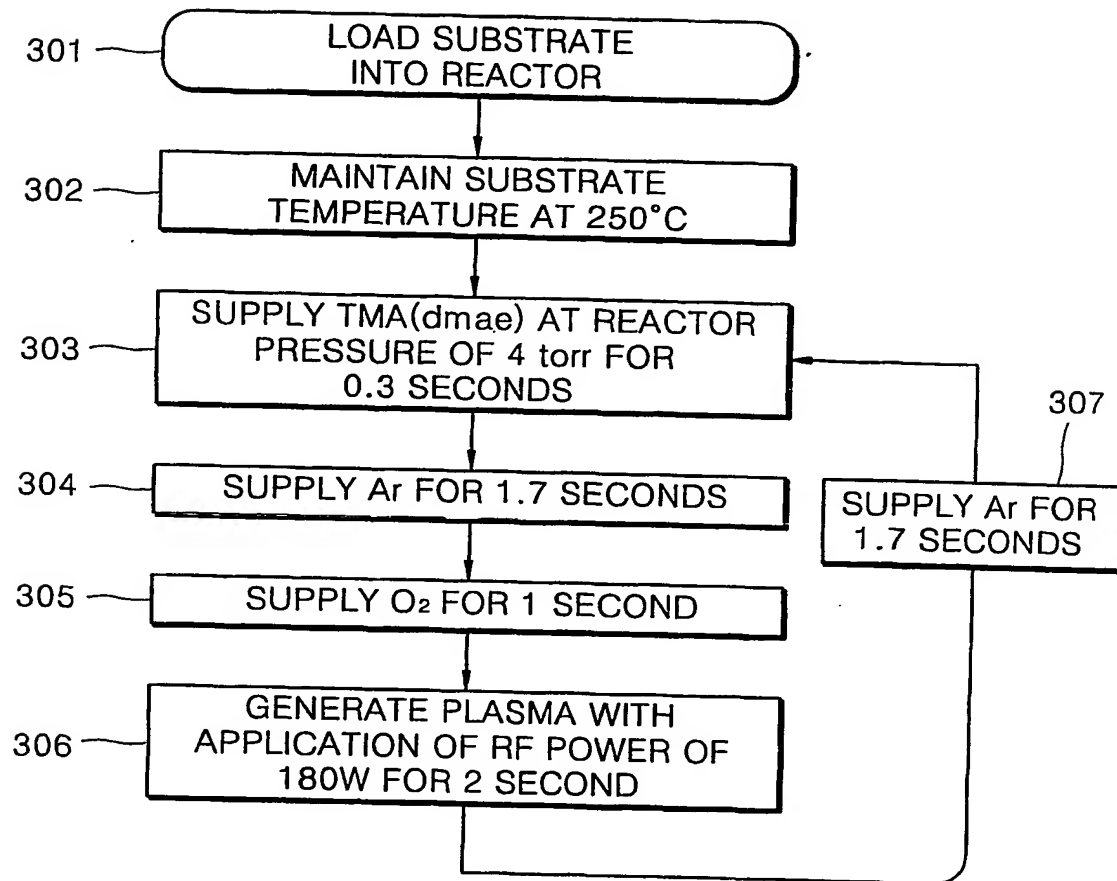 301
LOAD SUBSTRATE
INTO REACTOR
302
MAINTAIN SUBSTRATE
TEMPERATURE AT 250°C
303
SUPPLY TMA(dmae) AT REACTOR
PRESSURE OF 4 torr FOR
0.3 SECONDS
304
SUPPLY Ar FOR 1.7 SECONDS
305
SUPPLY O₂ FOR 1 SECOND
306
GENERATE PLASMA WITH
APPLICATION OF RF POWER OF
180W FOR 2 SECOND
307
SUPPLY Ar FOR
1.7 SECONDS